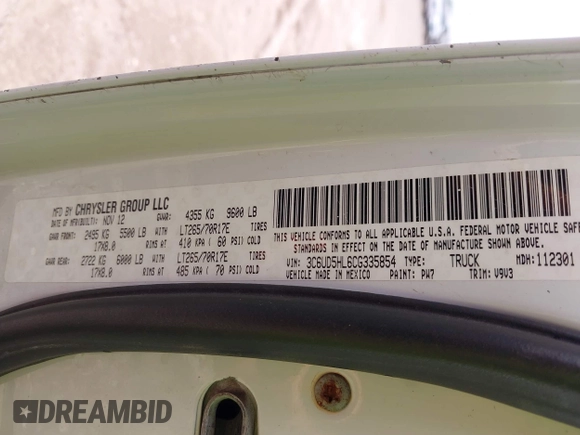 MFD BY CHRYSLER GROUP LLC
DATE OF MFR(BUILT): NOV 12 GVWR: 4355 KG 9600 LB
GAWR FRONT: 2495 KG 5500 LB WITH LT265/70R17E TIRES
17X8.0 RIMS AT 410 KPA ( 60 PSI) COLD
GAWR REAR: 2722 KG 6000 LB WITH LT265/70R17E TIRES
17X8.0 RIMS AT 485 KPA ( 70 PSI) COLD
THIS VEHICLE CONFORMS TO ALL APPLICABLE U.S.A. FEDERAL MOTOR VEHICLE SAFE
STANDARDS IN EFFECT ON THE DATE OF MANUFACTURE SHOWN ABOVE.
VIN: 3C6UD5HL6CG335854 TYPE: TRUCK MDH: 112301
VEHICLE MADE IN MEXICO PAINT: PW7 TRIM: V9V3
DREAMBID